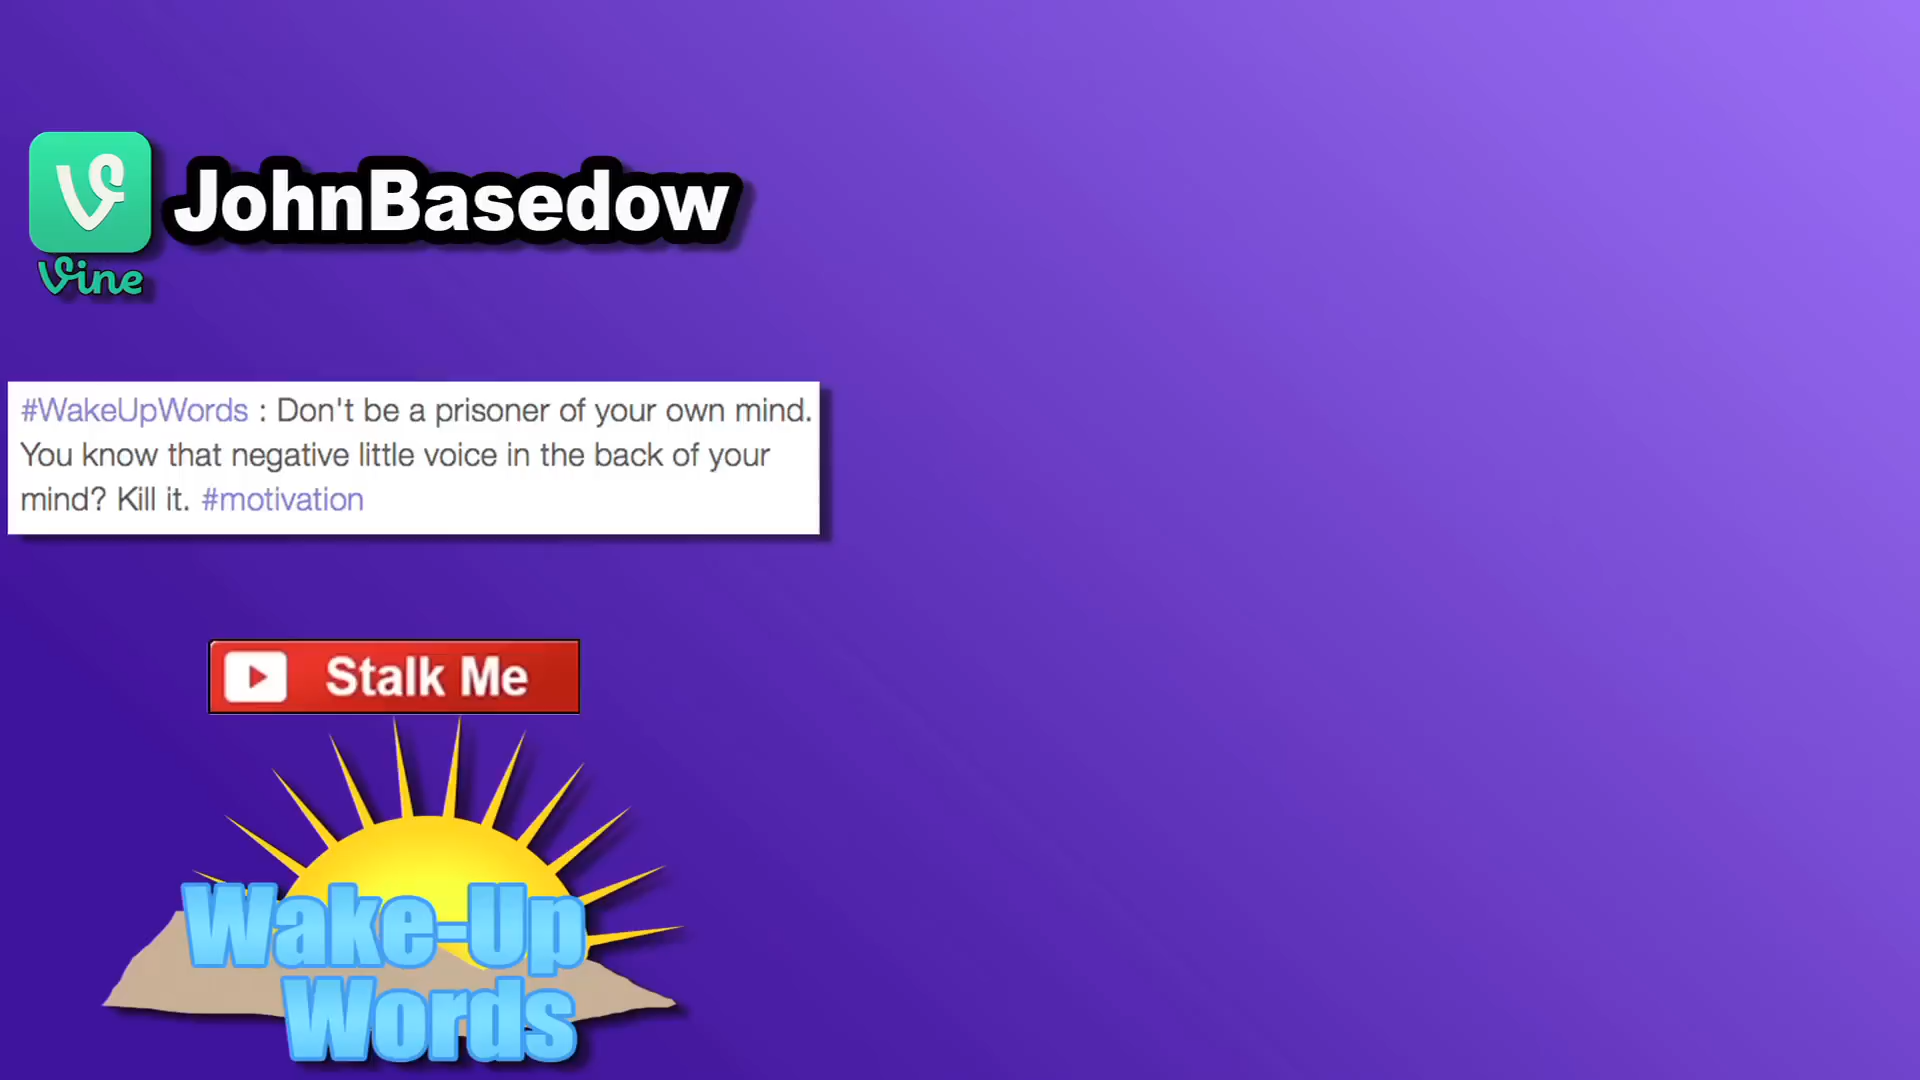 JohnBasedow
Vine
#WakeUpWords : Don't be a prisoner of your own mind.
You know that negative little voice in the back of your
mind? Kill it. #motivation
Stalk Me
Wake-Up
Words